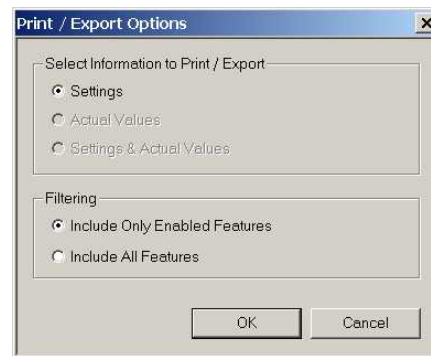 Print / Export Options
Select Information to Print / Export
Settings
Actual Values
Settings & Actual Values
Filtering
Include Only Enabled Features
Include All Features
OK
Cancel